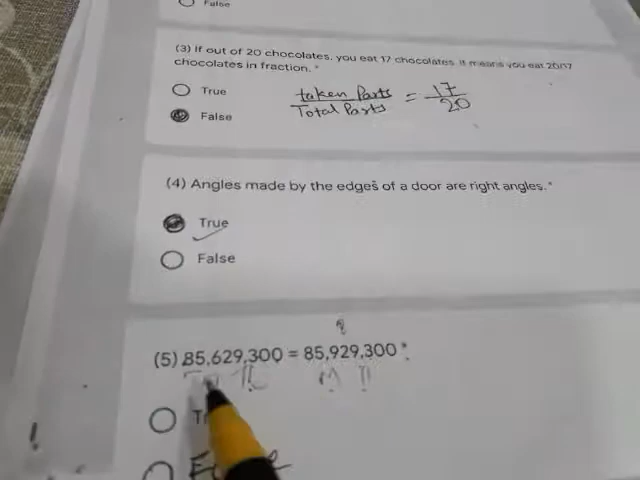 False
(3) If out of 20 chocolates, you eat 17 chocolates. It means you eat 20/17
chocolates in fraction. *
True
False
taken Parts / Total Parts = 17/20
(4) Angles made by the edges of a door are right angles. *
True
False
(5) 85,629,300 = 85,929,300 *